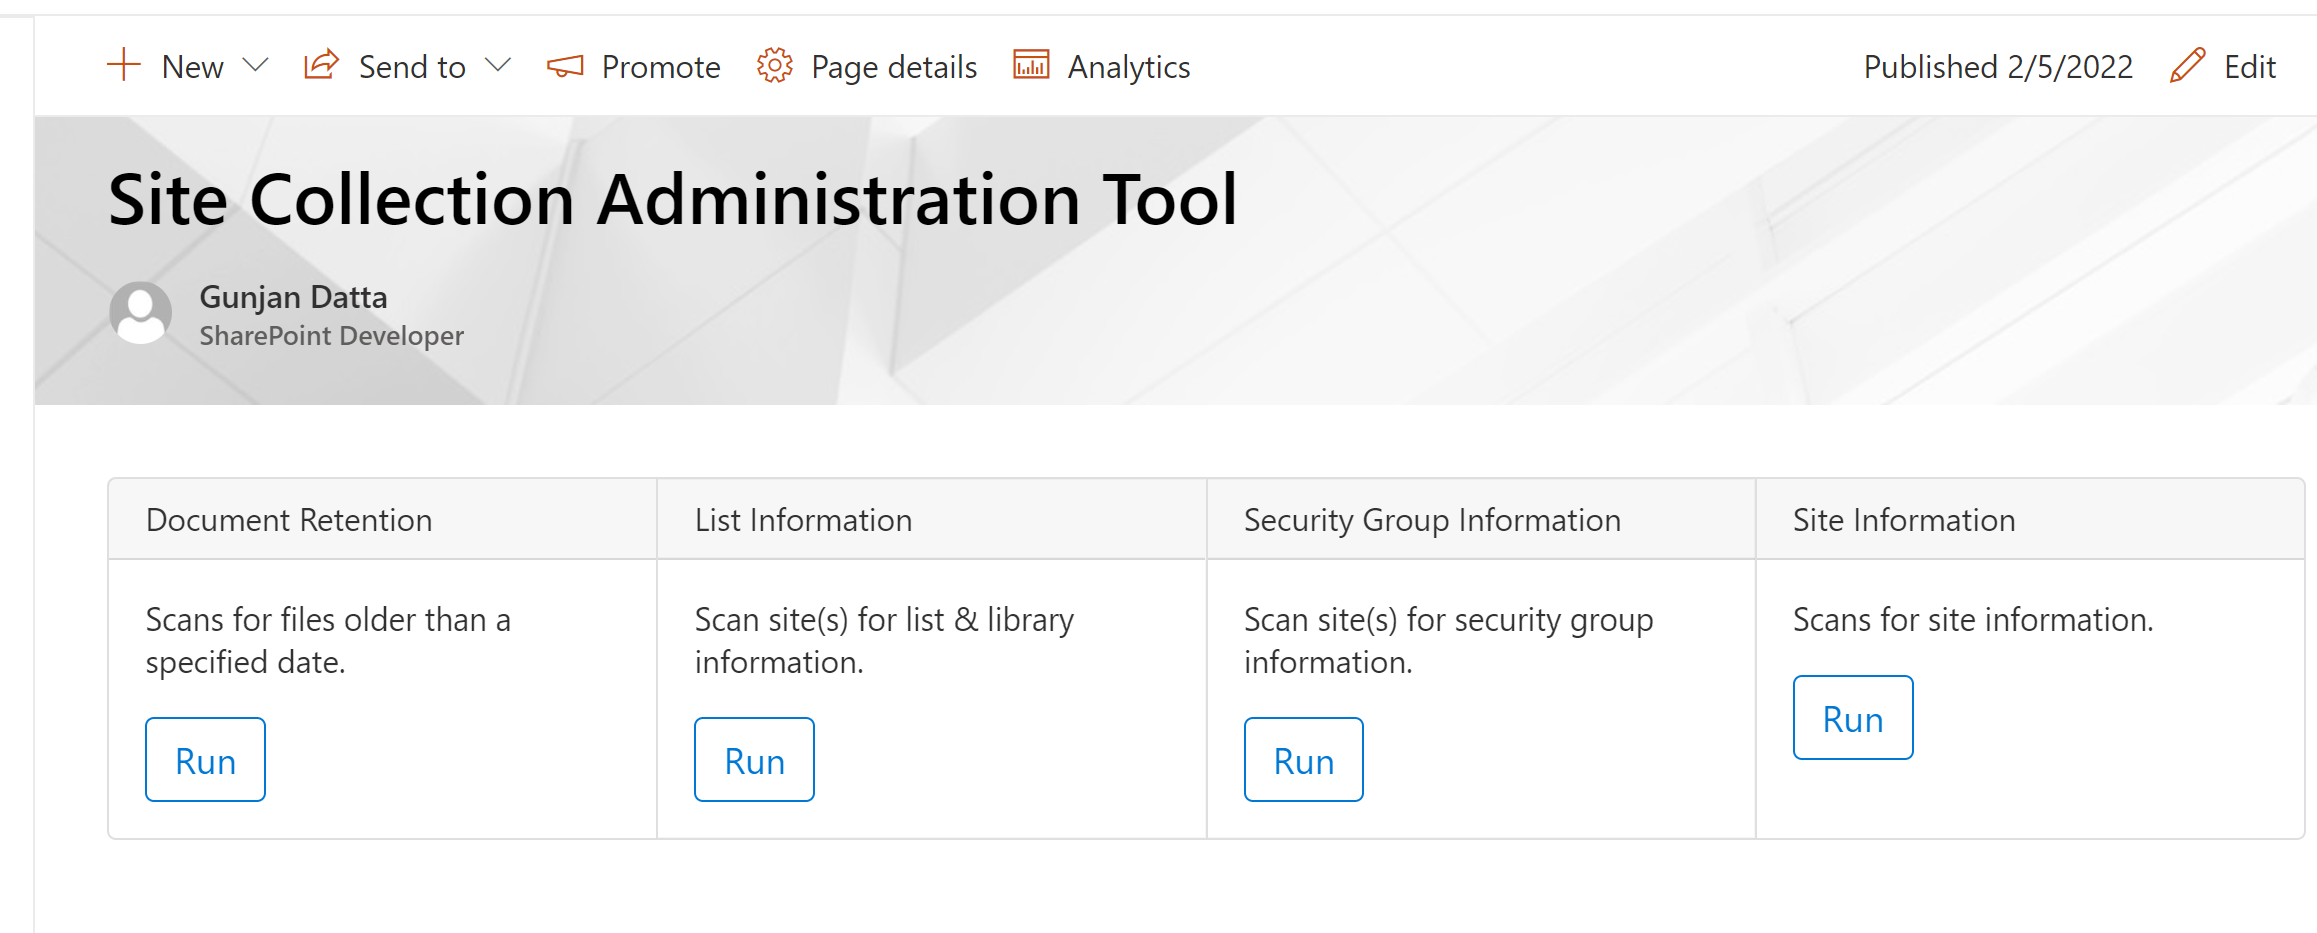 New Send to Promote Page details Analytics Published 2/5/2022 Edit
Site Collection Administration Tool
Gunjan Datta
SharePoint Developer
Document Retention
Scans for files older than a
specified date.
Run
List Information
Scan site(s) for list & library
information.
Run
Security Group Information
Scan site(s) for security group
information.
Run
Site Information
Scans for site information.
Run